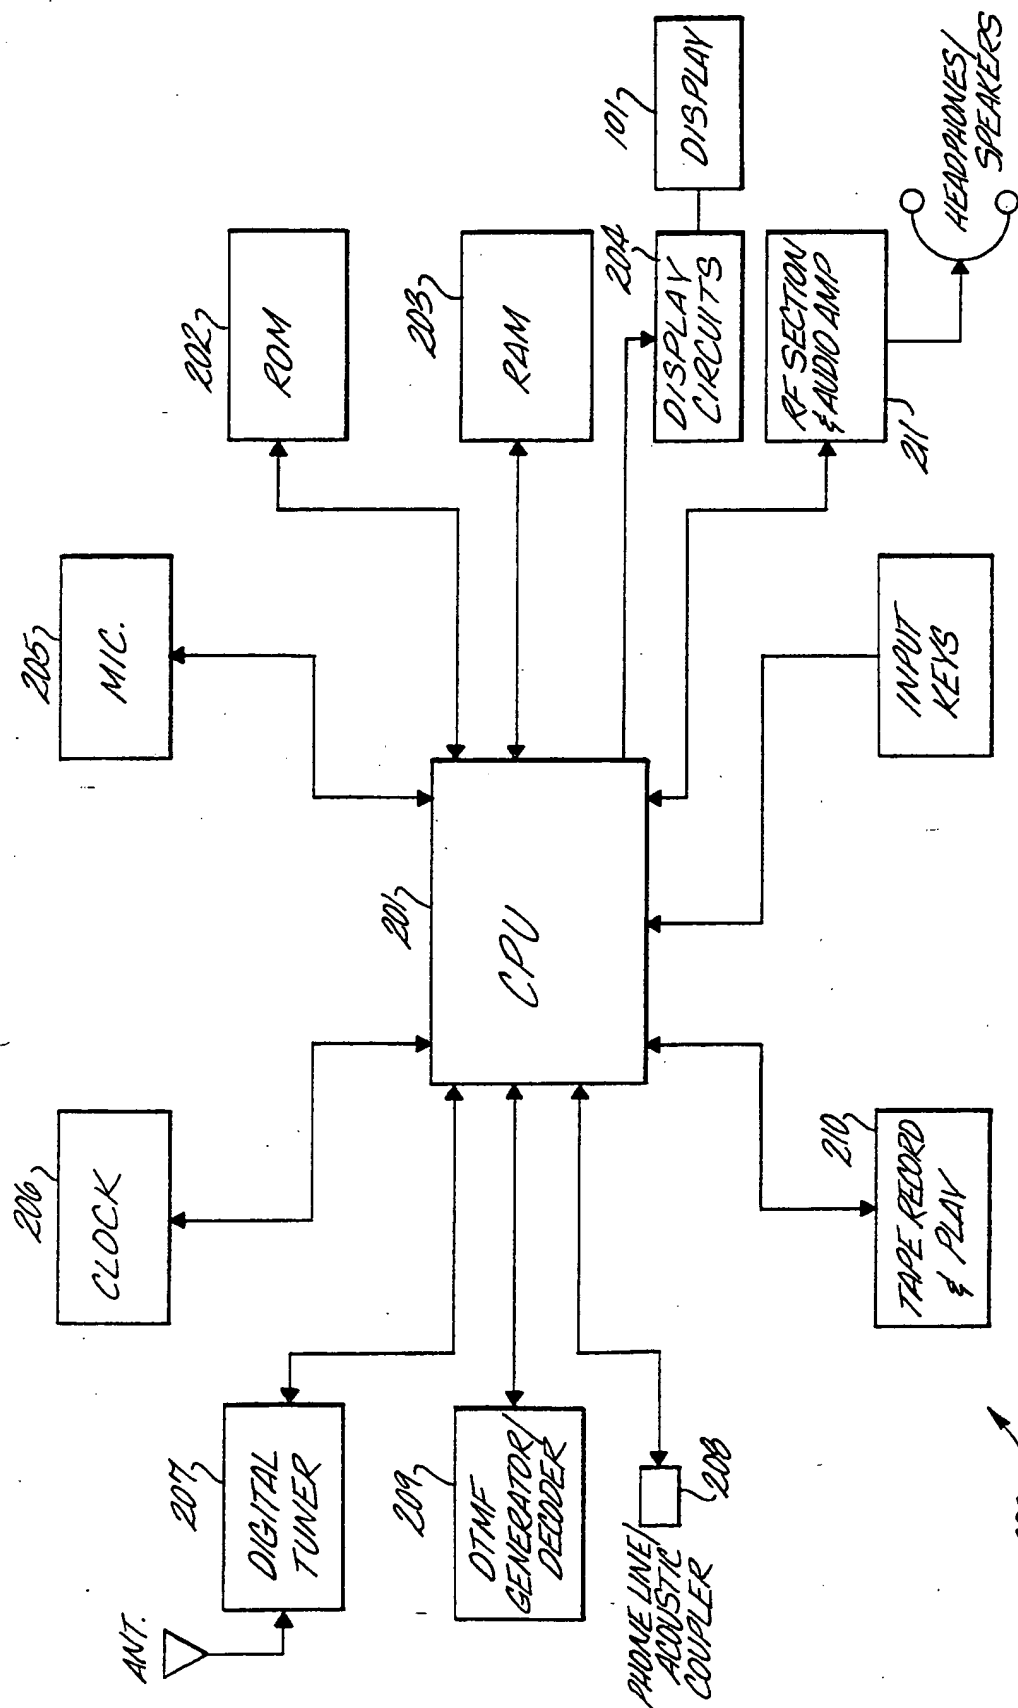 ANT.
206
CLOCK
205
MIC.
207
DIGITAL
TUNER
202
ROM
209
DTMF
GENERATOR/
DECODER
201
CPU
203
RAM
PHONE LINE/
ACOUSTIC
COUPLER
208
204
DISPLAY
CIRCUITS
101
DISPLAY
210
TAPE RECORD
& PLAY
INPUT
KEYS
RF SECTION
& AUDIO AMP
211
HEADPHONES/
SPEAKERS